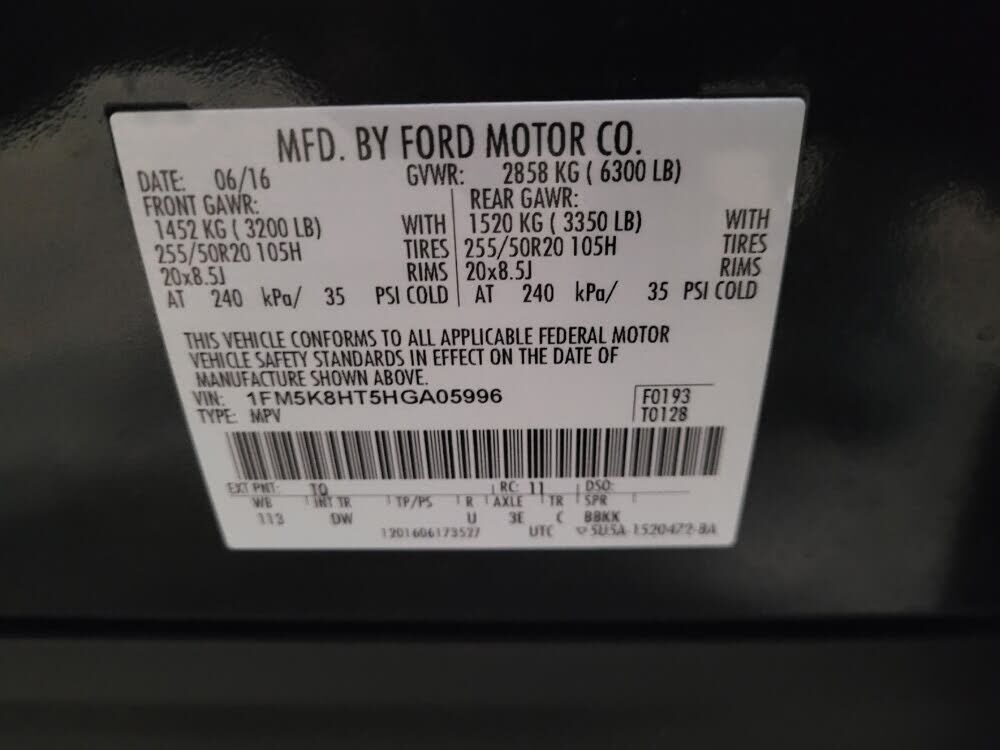 MFD. BY FORD MOTOR CO.
DATE: 06/16 GVWR: 2858 KG ( 6300 LB)
FRONT GAWR: REAR GAWR:
1452 KG ( 3200 LB) WITH 1520 KG ( 3350 LB) WITH
255/50R20 105H TIRES 255/50R20 105H TIRES
20x8.5J RIMS 20x8.5J RIMS
AT 240 kPa/ 35 PSI COLD AT 240 kPa/ 35 PSI COLD
THIS VEHICLE CONFORMS TO ALL APPLICABLE FEDERAL MOTOR
VEHICLE SAFETY STANDARDS IN EFFECT ON THE DATE OF
MANUFACTURE SHOWN ABOVE.
VIN: 1FM5K8HT5HGA05996 F0193
TYPE: MPV T0128
EXT PNT: TQ RC: 11 DSO:
WB INT TR TP/PS R AXLE TR SPR
113 DW U 3E C BBKK
1201606173527 UTC SU5A-1520472-BA